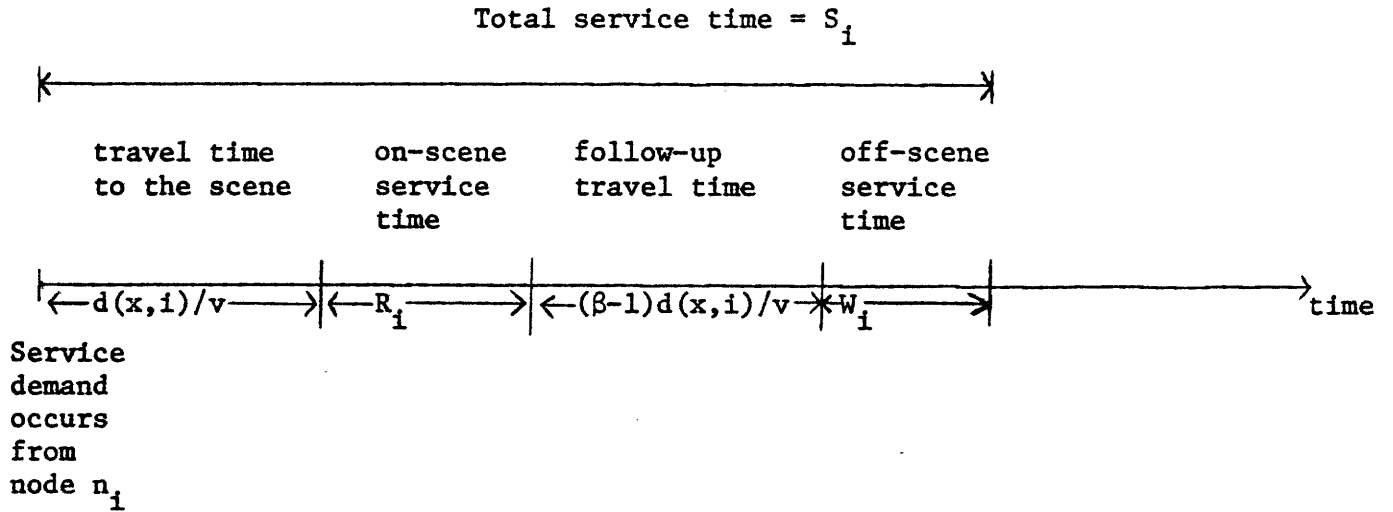 Total service time = S_i
travel time to the scene
on-scene service time
follow-up travel time
off-scene service time
d(x,i)/v
R_i
(β-1)d(x,i)/v
W_i
time
Service
demand
occurs
from
node n_i